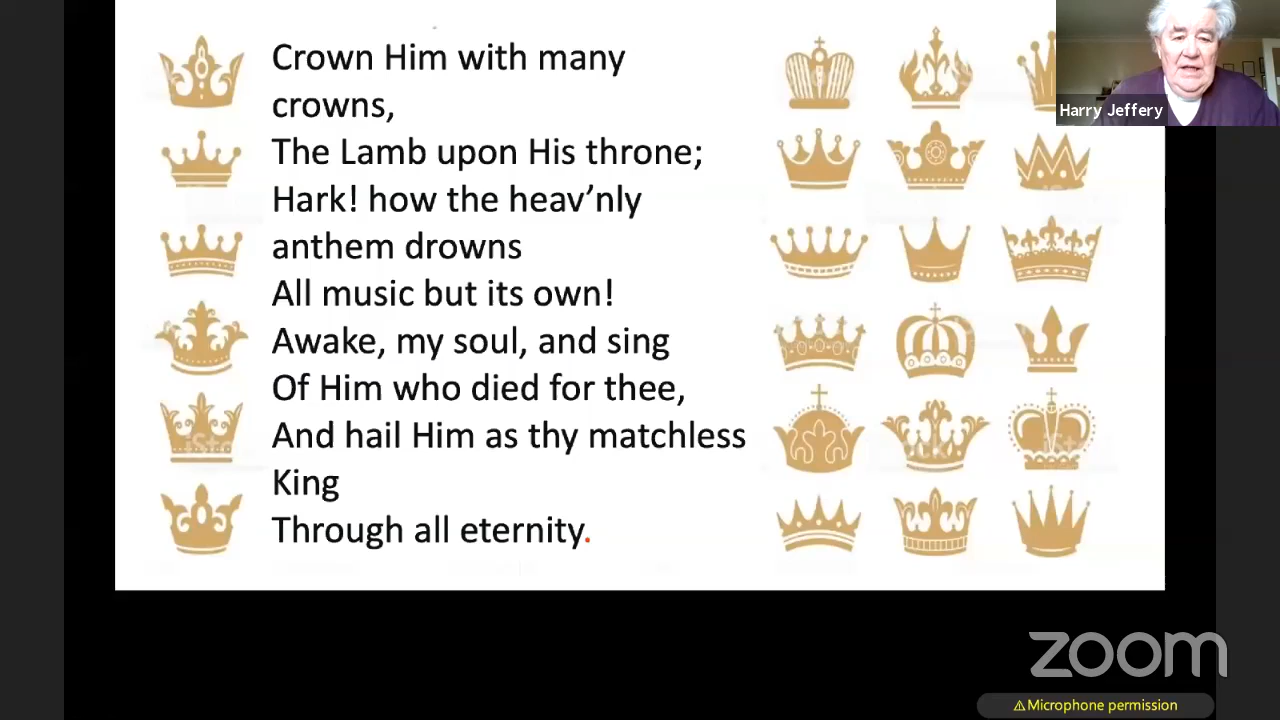 Crown Him with many
crowns,
The Lamb upon His throne;
Hark! how the heav’nly
anthem drowns
All music but its own!
Awake, my soul, and sing
Of Him who died for thee,
And hail Him as thy matchless
King
Through all eternity.
Harry Jeffery
zoom
⚠Microphone permission